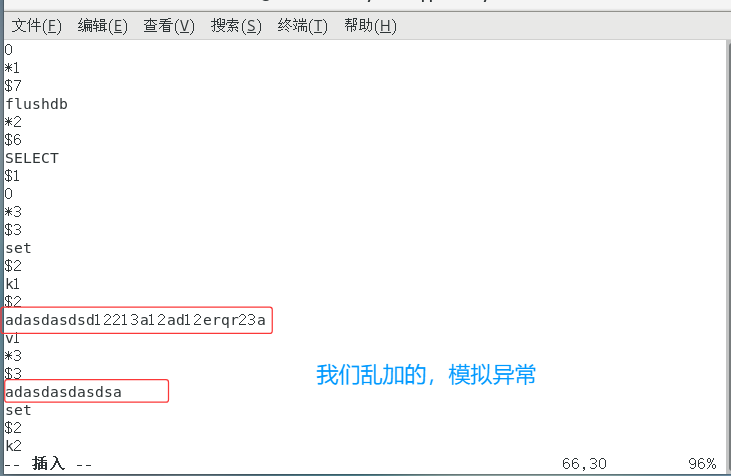 文件(F) 编辑(E) 查看(V) 搜索(S) 终端(T) 帮助(H)
0
*1
$7
flushdb
*2
$6
SELECT
$1
0
*3
$3
set
$2
k1
$2
adasdasdsd12213a12ad12erqr23a
v1
*3
$3
我们乱加的，模拟异常
adasdasdasdsa
set
$2
k2
-- 插入 -- 66,30 96%